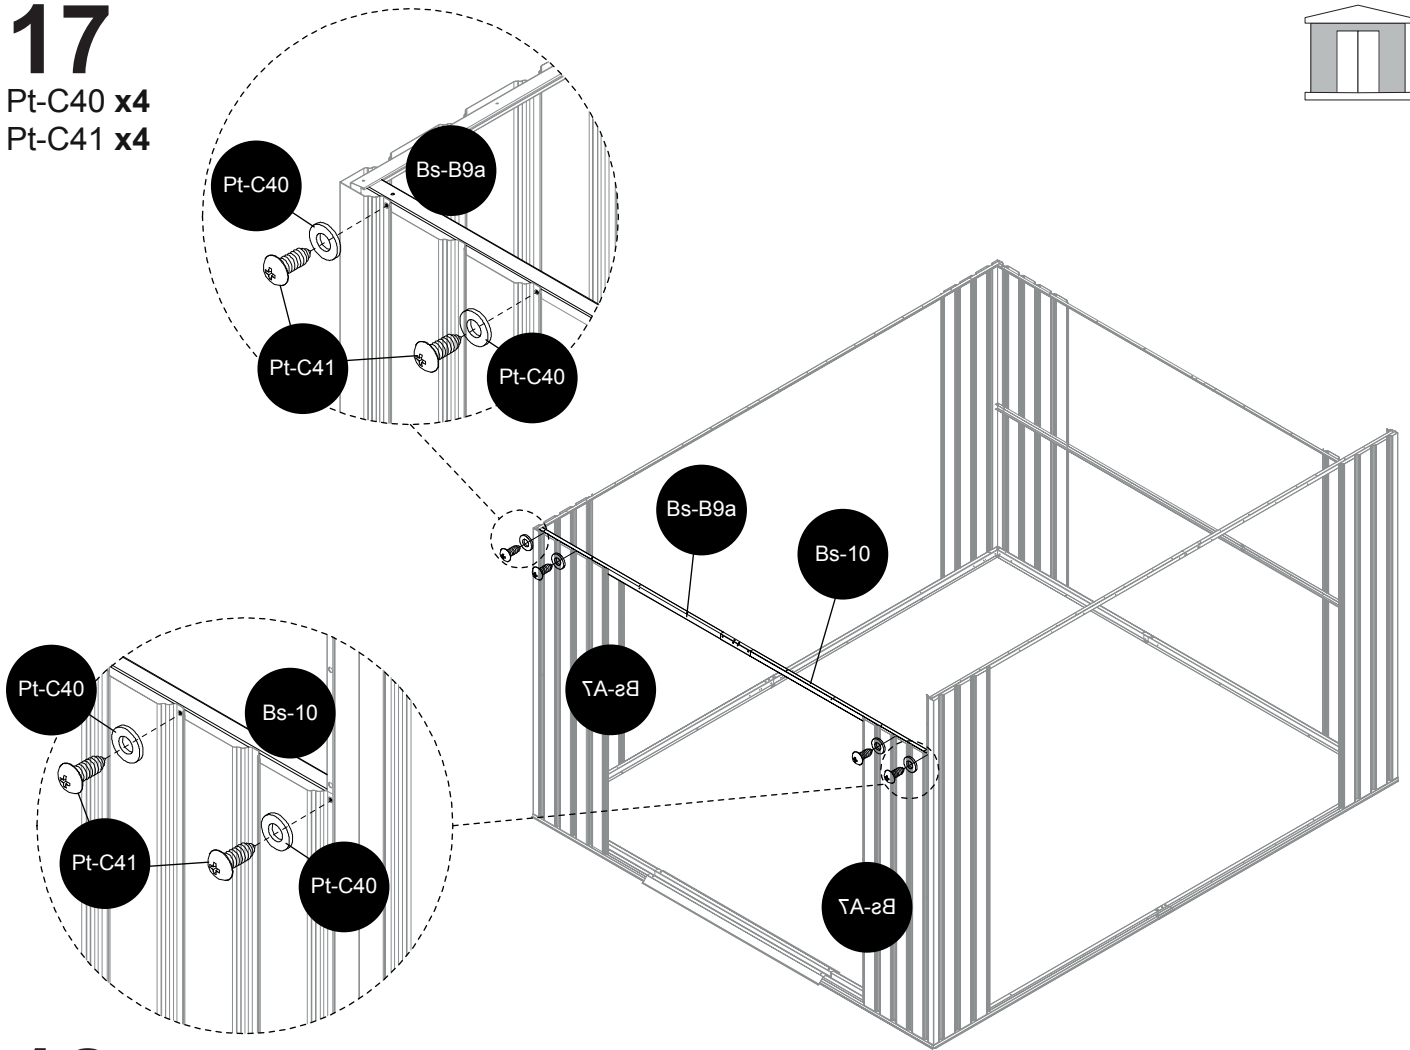 17
Pt-C40 x4
Pt-C41 x4
Pt-C40
Bs-B9a
Pt-C41
Pt-C40
Bs-B9a
Bs-10
Bs-A7
Pt-C40
Bs-10
Pt-C41
Pt-C40
Bs-A7